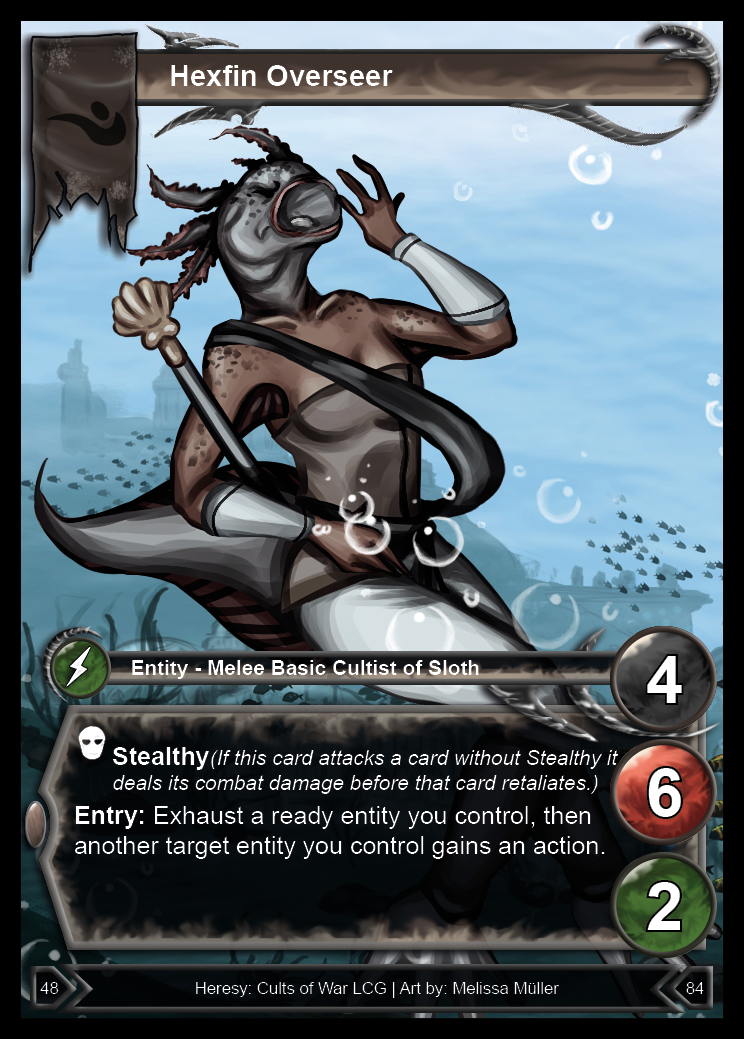 Hexfin Overseer
Entity - Melee Basic Cultist of Sloth
4
Stealthy(If this card attacks a card without Stealthy it
deals its combat damage before that card retaliates.)
6
Entry: Exhaust a ready entity you control, then
another target entity you control gains an action.
2
48
Heresy: Cults of War LCG | Art by: Melissa Müller
84